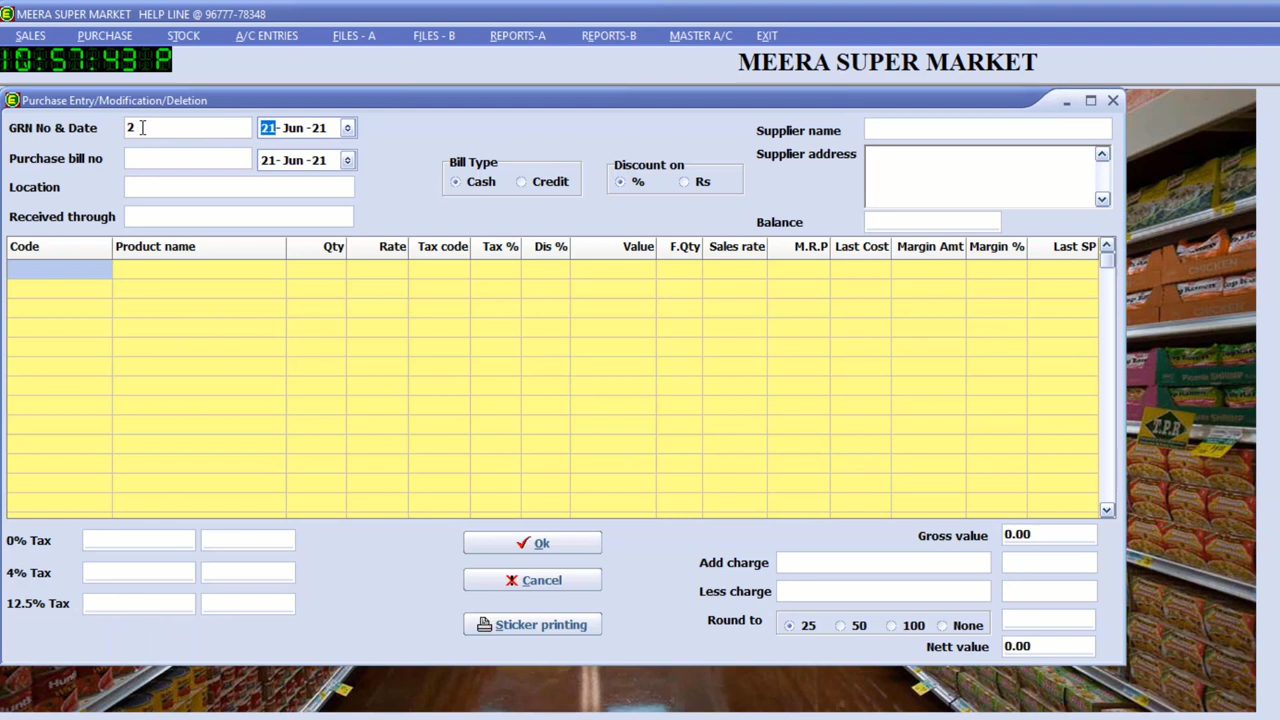 MEERA SUPER MARKET HELP LINE @ 96777-78348
SALES PURCHASE STOCK A/C ENTRIES FILES - A FILES - B REPORTS-A REPORTS-B MASTER A/C EXIT
10:57:43 P
MEERA SUPER MARKET
Purchase Entry/Modification/Deletion
GRN No & Date 2 21- Jun -21
Purchase bill no 21- Jun -21
Location
Received through
Bill Type
Cash Credit
Discount on
% Rs
Supplier name
Supplier address
Balance
Code Product name Qty Rate Tax code Tax % Dis % Value F.Qty Sales rate M.R.P Last Cost Margin Amt Margin % Last SP
0% Tax
4% Tax
12.5% Tax
Ok
Cancel
Sticker printing
Gross value 0.00
Add charge
Less charge
Round to 25 50 100 None
Nett value 0.00
CHICKEN
Top Ramen
T.P.R